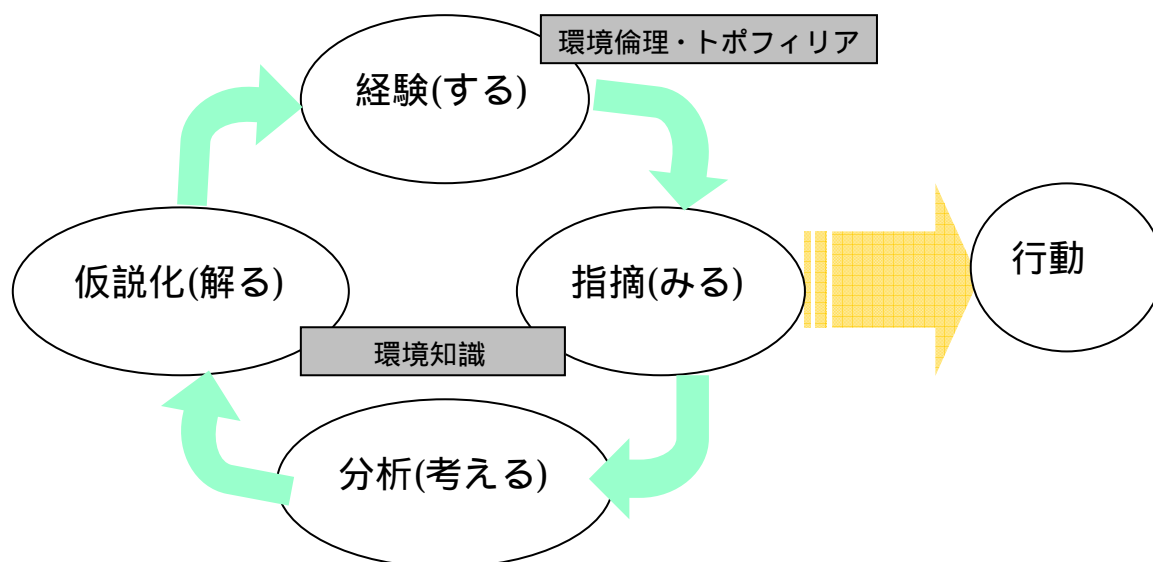 環境倫理・トポフィリア
経験(する)
仮説化(解る)
指摘(みる)
行動
環境知識
分析(考える)